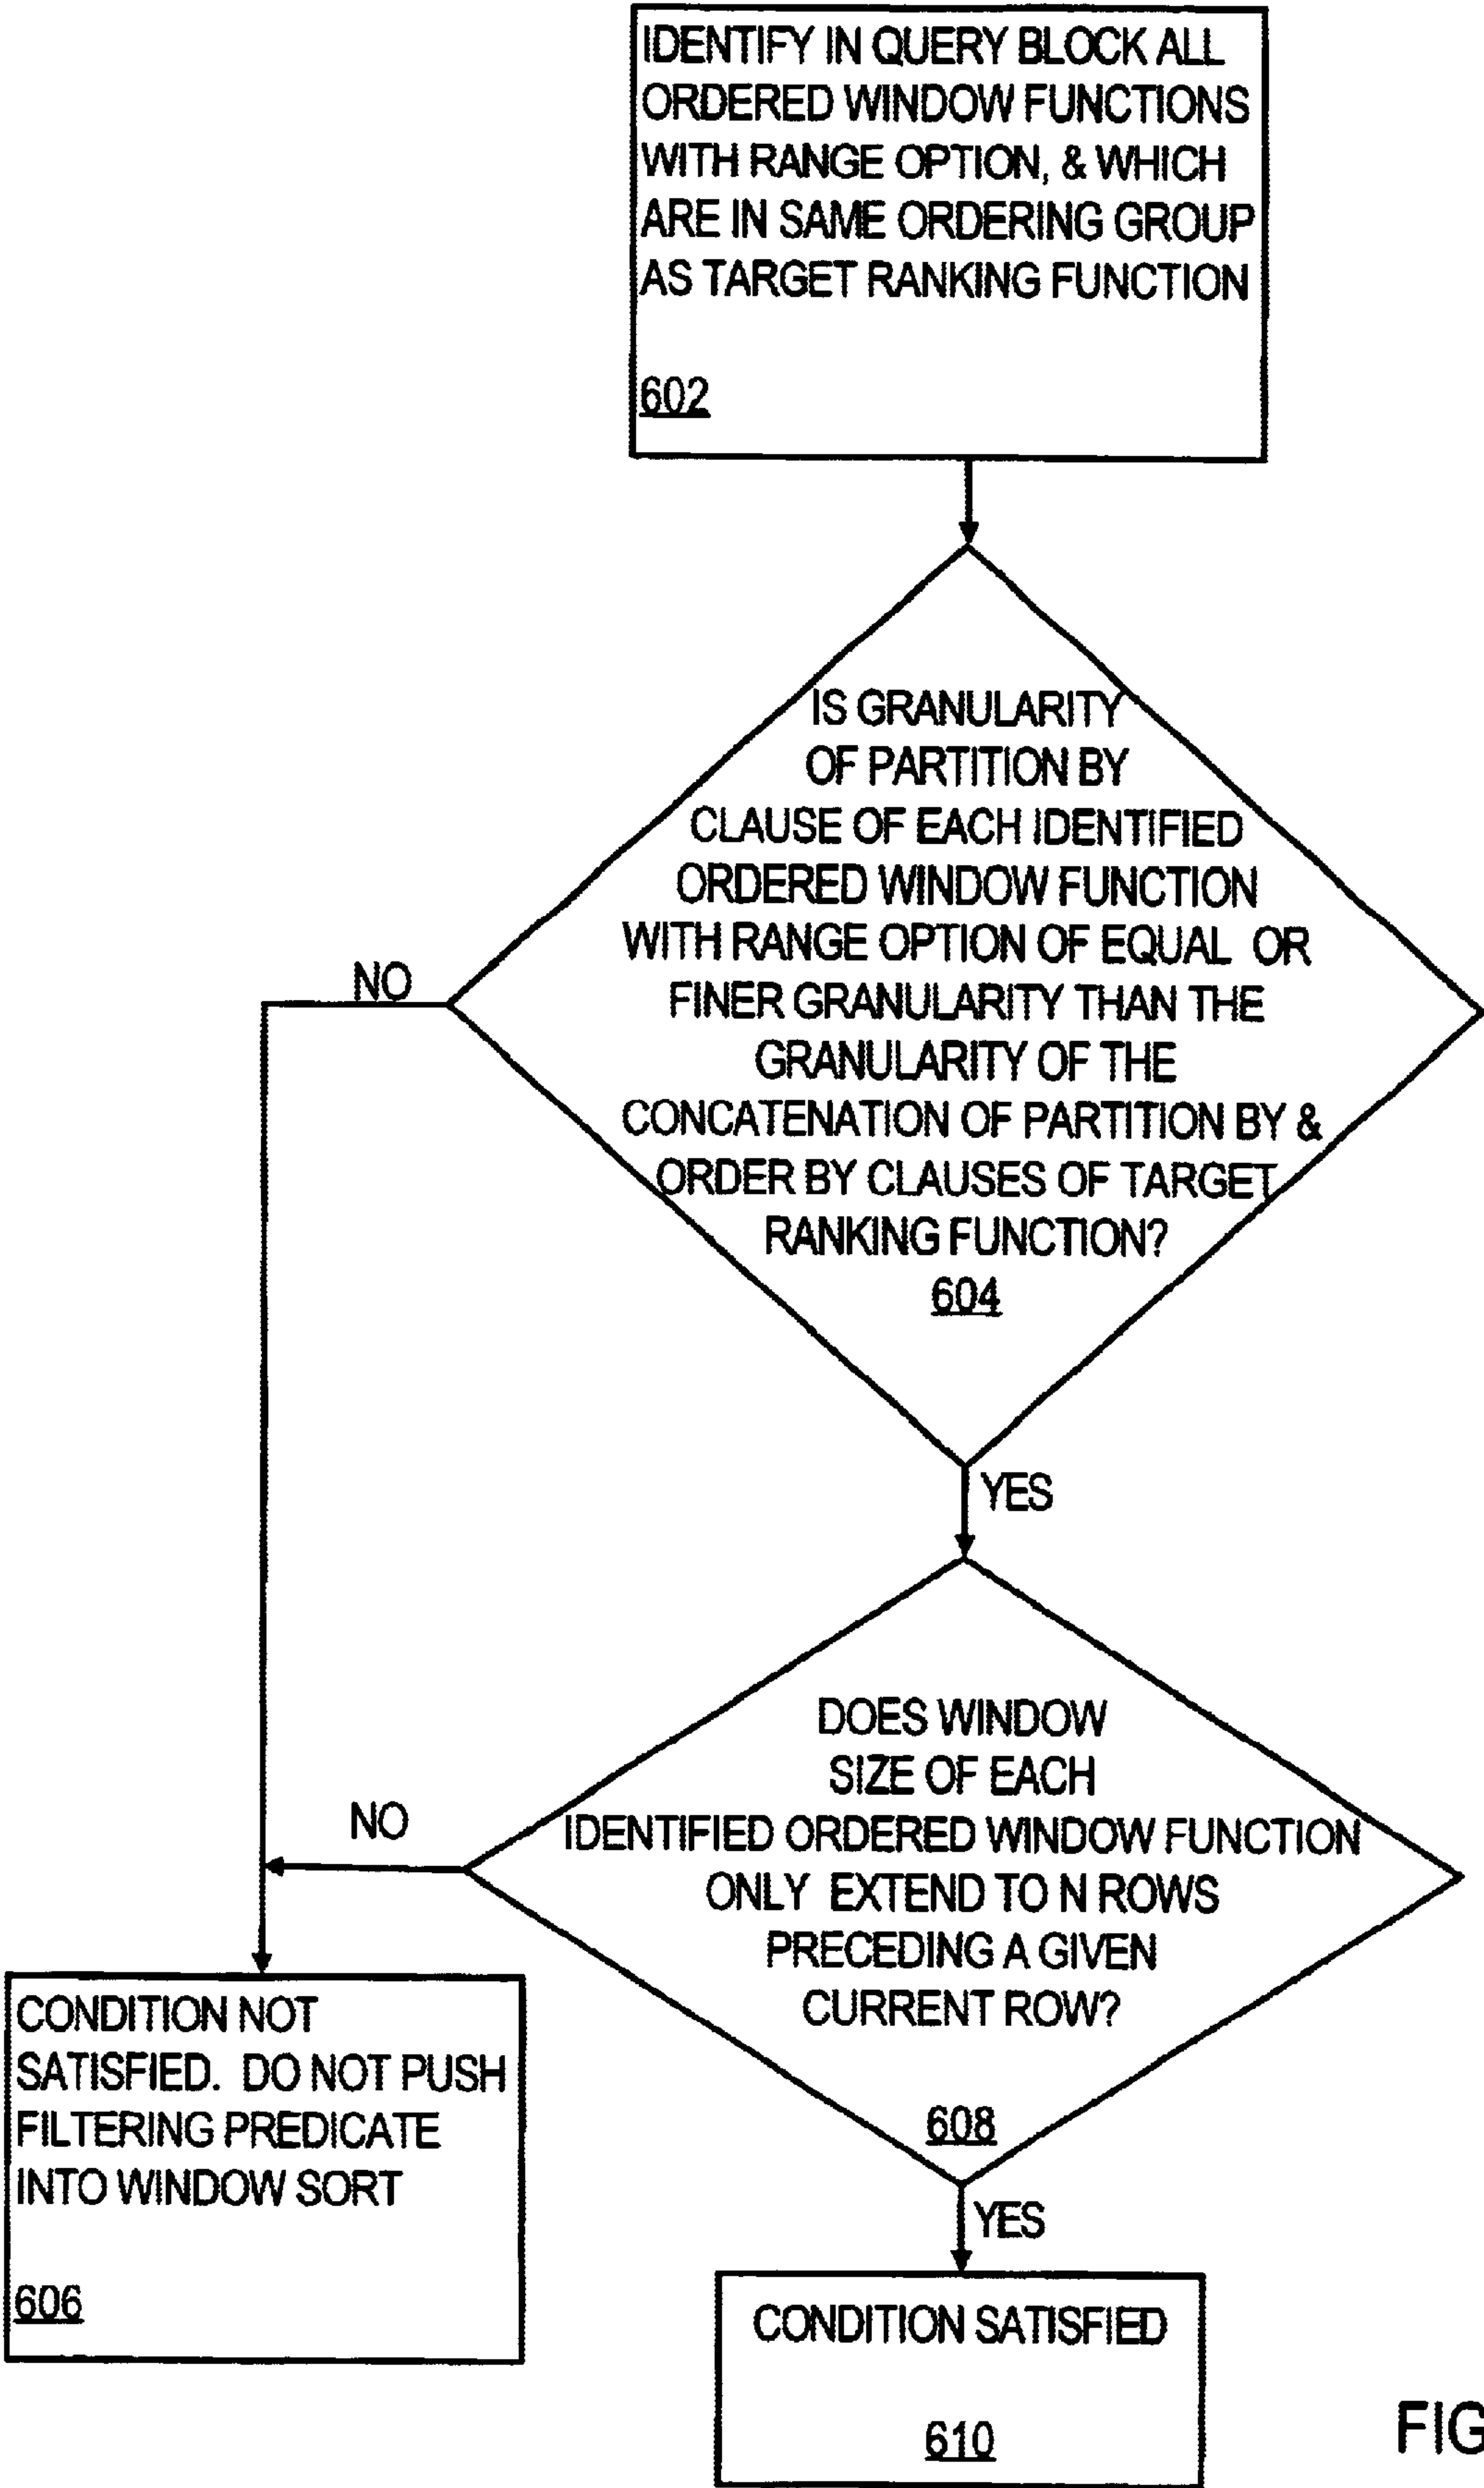 IDENTIFY IN QUERY BLOCK ALL
ORDERED WINDOW FUNCTIONS
WITH RANGE OPTION, & WHICH
ARE IN SAME ORDERING GROUP
AS TARGET RANKING FUNCTION
602
IS GRANULARITY
OF PARTITION BY
CLAUSE OF EACH IDENTIFIED
ORDERED WINDOW FUNCTION
WITH RANGE OPTION OF EQUAL OR
FINER GRANULARITY THAN THE
GRANULARITY OF THE
CONCATENATION OF PARTITION BY &
ORDER BY CLAUSES OF TARGET
RANKING FUNCTION?
604
NO
YES
DOES WINDOW
SIZE OF EACH
IDENTIFIED ORDERED WINDOW FUNCTION
ONLY EXTEND TO N ROWS
PRECEDING A GIVEN
CURRENT ROW?
608
NO
YES
CONDITION NOT
SATISFIED. DO NOT PUSH
FILTERING PREDICATE
INTO WINDOW SORT
606
CONDITION SATISFIED
610
FIG